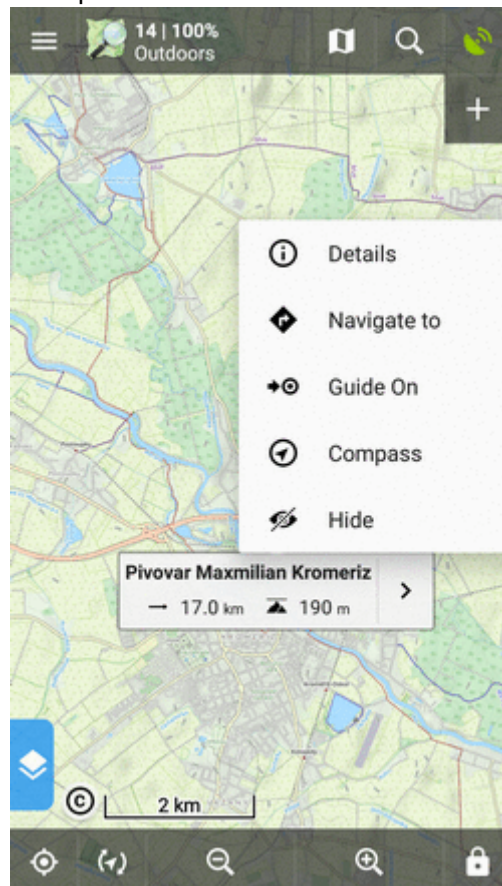 14 | 100%
Outdoors
Details
Navigate to
Guide On
Compass
Hide
Pivovar Maxmilian Kromeriz
17.0 km 190 m
© 2 km